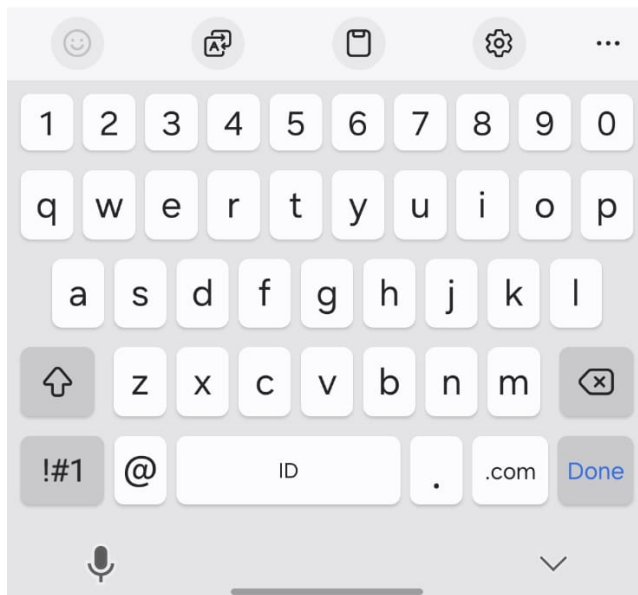 1 2 3 4 5 6 7 8 9 0
q w e r t y u i o p
a s d f g h j k l
z x c v b n m
!#1 @ ID . .com Done